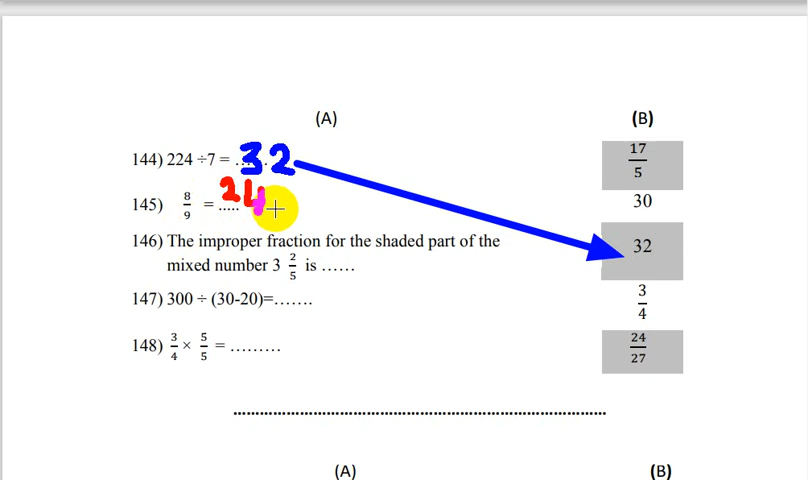 (A) (B)
144) 224 ÷7 = ...32 17/5
145) 8/9 = ..... 24 30
146) The improper fraction for the shaded part of the 32
mixed number 3 2/5 is ……
147) 300 ÷ (30-20)=……. 3/4
148) 3/4 × 5/5 = ……… 24/27
(A) (B)